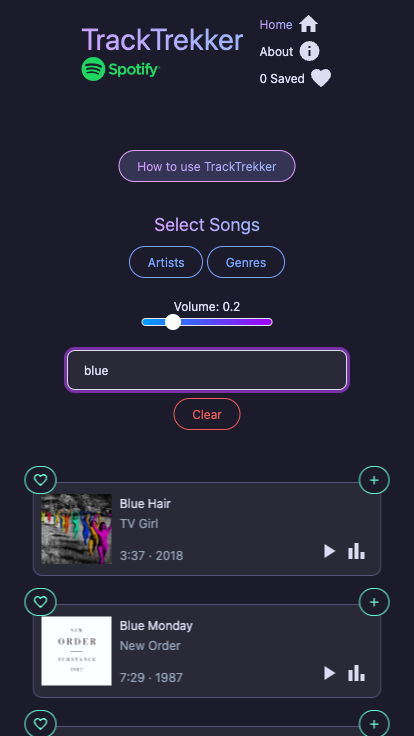 TrackTrekker
Spotify
Home
About
0 Saved
How to use TrackTrekker
Select Songs
Artists
Genres
Volume: 0.2
blue
Clear
Blue Hair
TV Girl
3:37 · 2018
NEW
ORDER
SUBSTANCE
1987
Blue Monday
New Order
7:29 · 1987